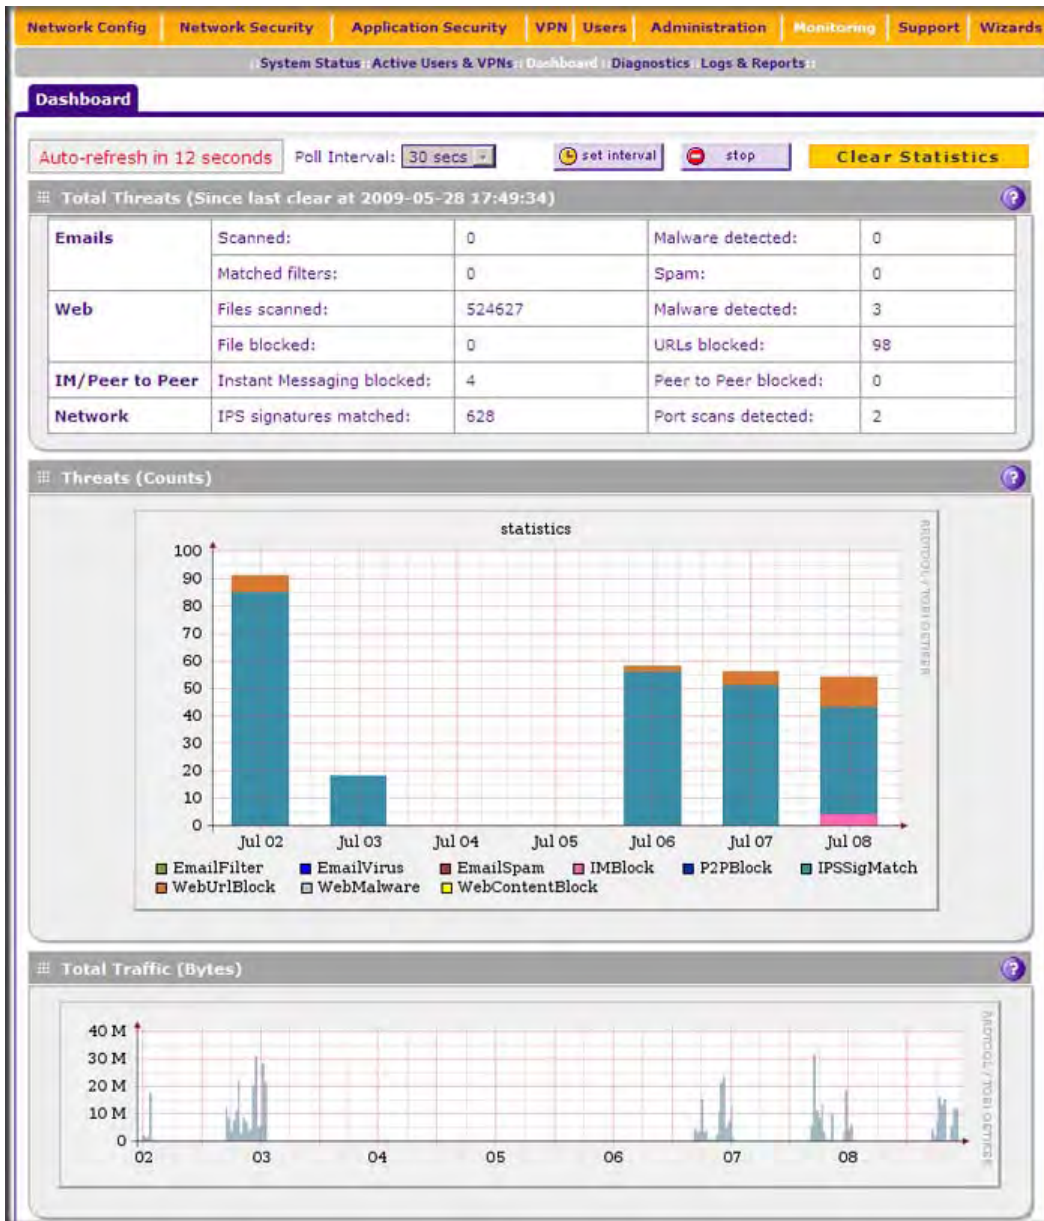 Network Config Network Security Application Security VPN Users Administration Monitoring Support Wizards
:: System Status :: Active Users & VPNs :: Dashboard :: Diagnostics :: Logs & Reports ::
Dashboard
Auto-refresh in 12 seconds Poll Interval: 30 secs set interval stop Clear Statistics
Total Threats (Since last clear at 2009-05-28 17:49:34) ?
Emails Scanned: 0 Malware detected: 0
Matched filters: 0 Spam: 0
Web Files scanned: 524627 Malware detected: 3
File blocked: 0 URLs blocked: 98
IM/Peer to Peer Instant Messaging blocked: 4 Peer to Peer blocked: 0
Network IPS signatures matched: 628 Port scans detected: 2
Threats (Counts) ?
statistics
RRDTOOL / TOBI OETIKER
100
90
80
70
60
50
40
30
20
10
0
Jul 02 Jul 03 Jul 04 Jul 05 Jul 06 Jul 07 Jul 08
EmailFilter EmailVirus EmailSpam IMBlock P2PBlock IPSSigMatch
WebUrlBlock WebMalware WebContentBlock
Total Traffic (Bytes) ?
RRDTOOL / TOBI OETIKER
40 M
30 M
20 M
10 M
0
02 03 04 05 06 07 08